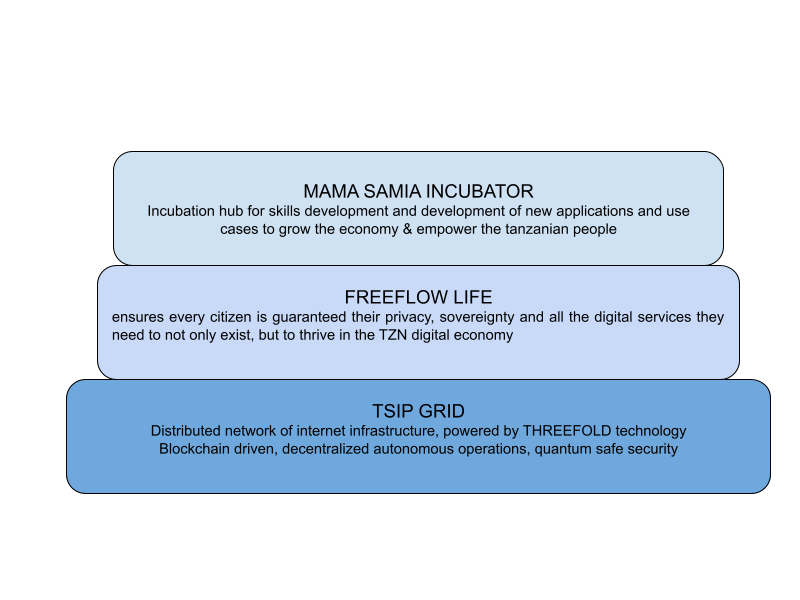 MAMA SAMIA INCUBATOR
Incubation hub for skills development and development of new applications and use
cases to grow the economy & empower the tanzanian people
FREEFLOW LIFE
ensures every citizen is guaranteed their privacy, sovereignty and all the digital services they
need to not only exist, but to thrive in the TZN digital economy
TSIP GRID
Distributed network of internet infrastructure, powered by THREEFOLD technology
Blockchain driven, decentralized autonomous operations, quantum safe security